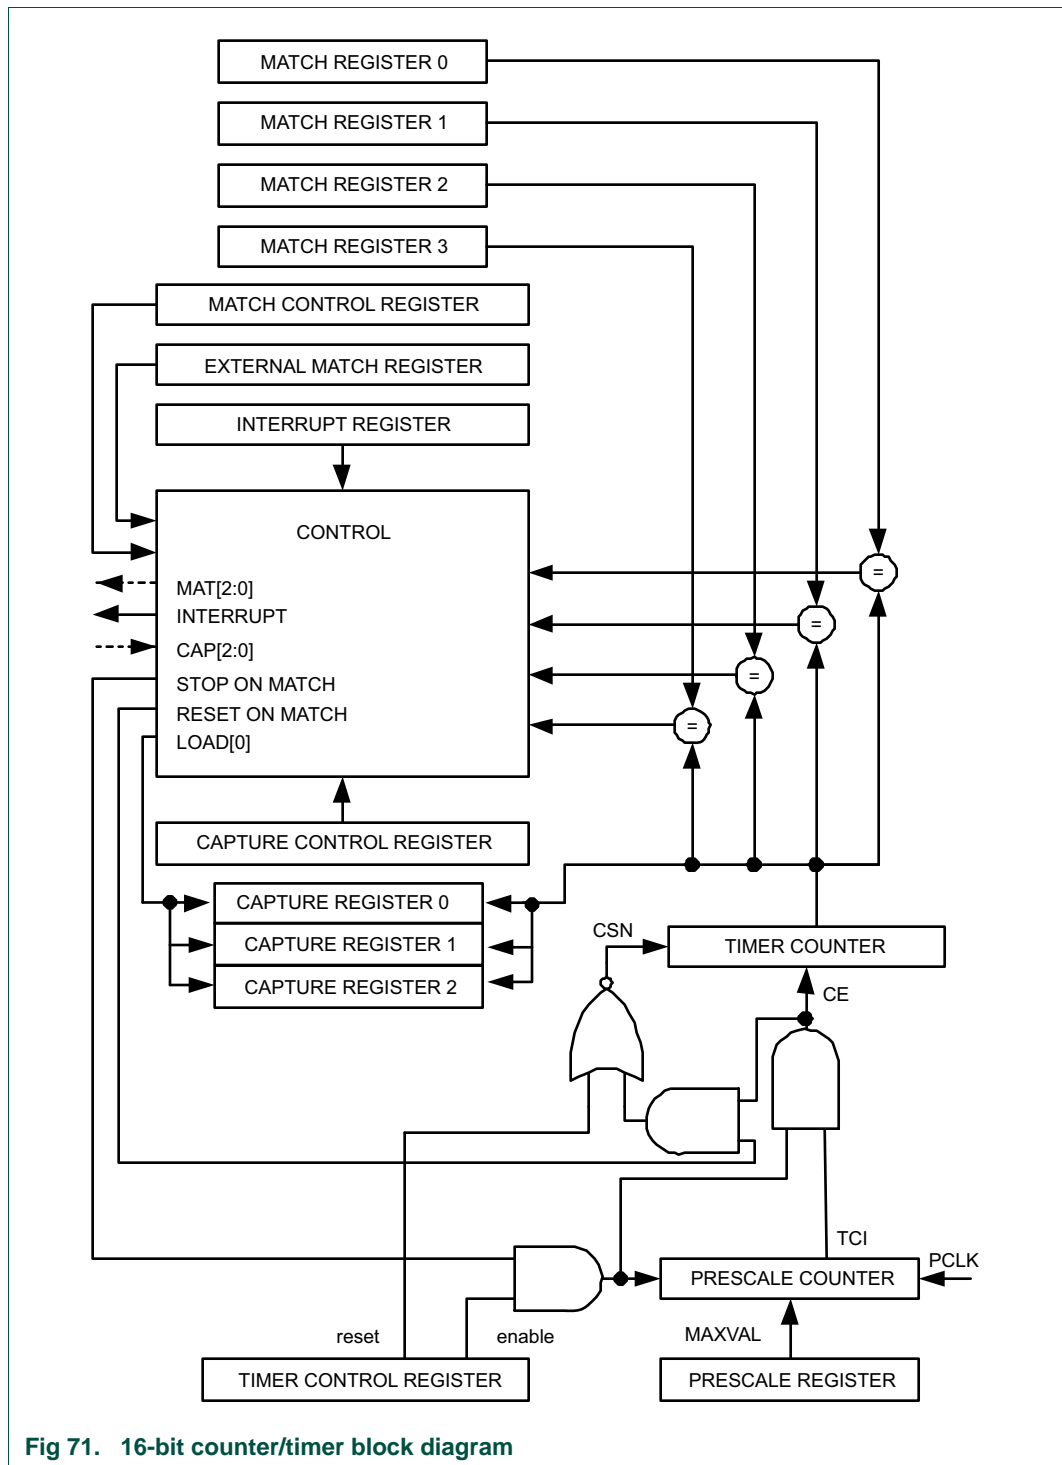 MATCH REGISTER 0
MATCH REGISTER 1
MATCH REGISTER 2
MATCH REGISTER 3
MATCH CONTROL REGISTER
EXTERNAL MATCH REGISTER
INTERRUPT REGISTER
CONTROL
=
MAT[2:0]
INTERRUPT
=
CAP[2:0]
STOP ON MATCH
=
RESET ON MATCH
=
LOAD[0]
CAPTURE CONTROL REGISTER
CAPTURE REGISTER 0
CSN
CAPTURE REGISTER 1
TIMER COUNTER
CAPTURE REGISTER 2
CE
TCI
PCLK
PRESCALE COUNTER
reset
enable
MAXVAL
TIMER CONTROL REGISTER
PRESCALE REGISTER
Fig 71. 16-bit counter/timer block diagram